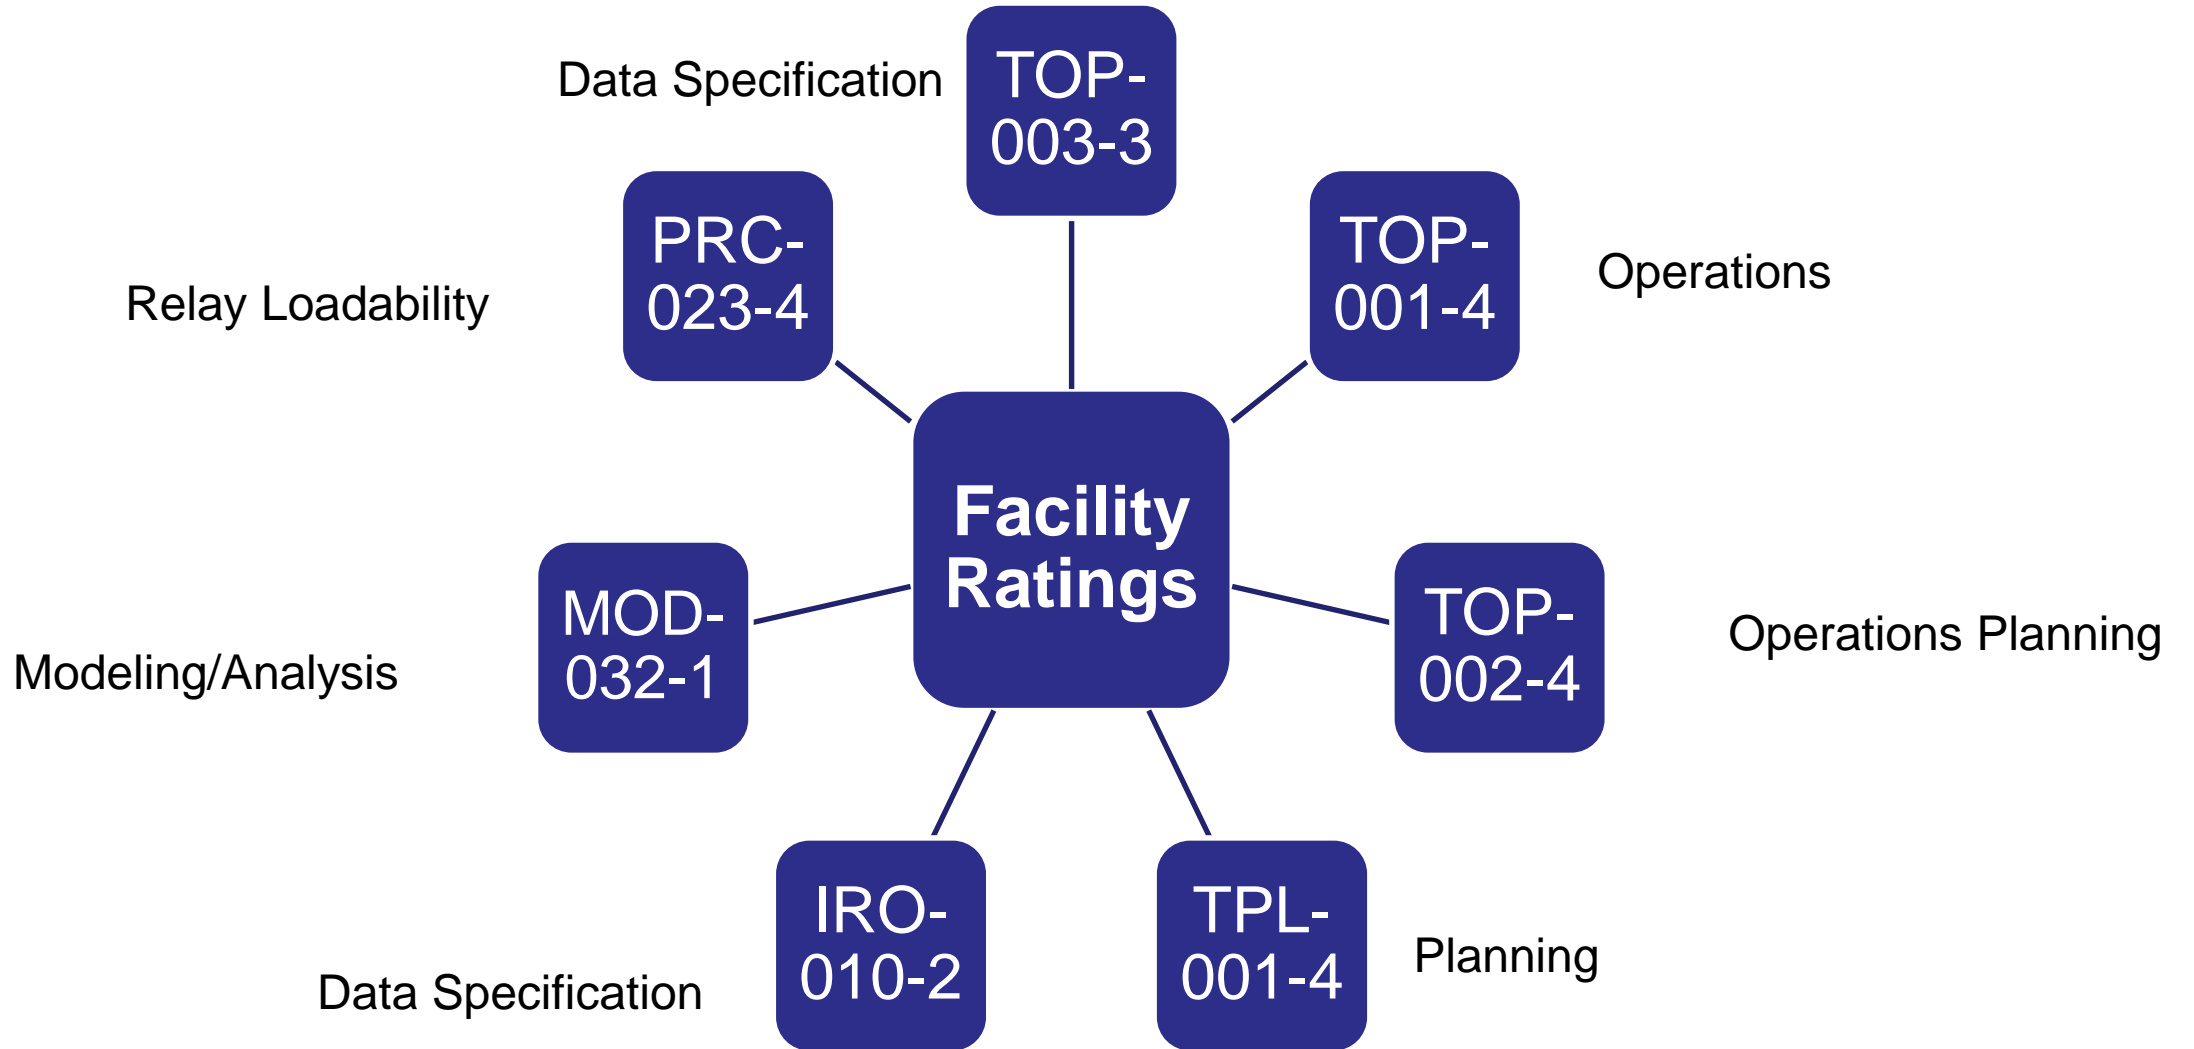 Data Specification
TOP-
003-3
PRC-
023-4
Relay Loadability
TOP-
001-4
Operations
Facility
Ratings
MOD-
032-1
Modeling/Analysis
TOP-
002-4
Operations Planning
IRO-
010-2
Data Specification
TPL-
001-4
Planning